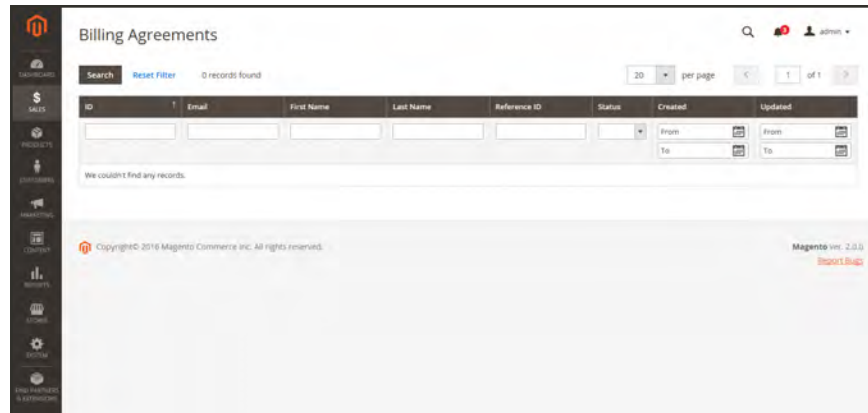 Billing Agreements
3
admin
DASHBOARD
Search Reset Filter 0 records found 20 per page 1 of 1
$
SALES
ID ↑ Email First Name Last Name Reference ID Status Created Updated
PRODUCTS
From From
To To
CUSTOMERS
We couldn't find any records.
MARKETING
CONTENT
Copyright© 2016 Magento Commerce Inc. All rights reserved. Magento ver. 2.0.0
Report Bugs
REPORTS
STORES
SYSTEM
FIND PARTNERS
& EXTENSIONS